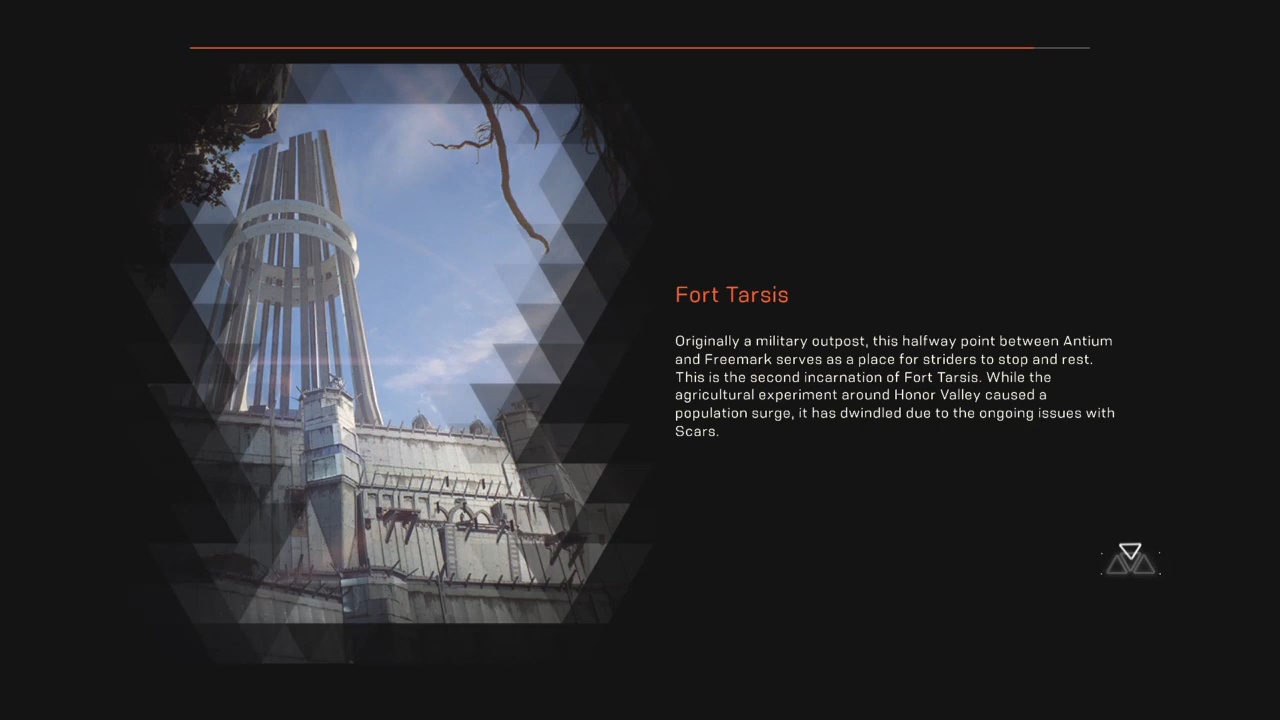 Fort Tarsis
Originally a military outpost, this halfway point between Antium
and Freemark serves as a place for striders to stop and rest.
This is the second incarnation of Fort Tarsis. While the
agricultural experiment around Honor Valley caused a
population surge, it has dwindled due to the ongoing issues with
Scars.